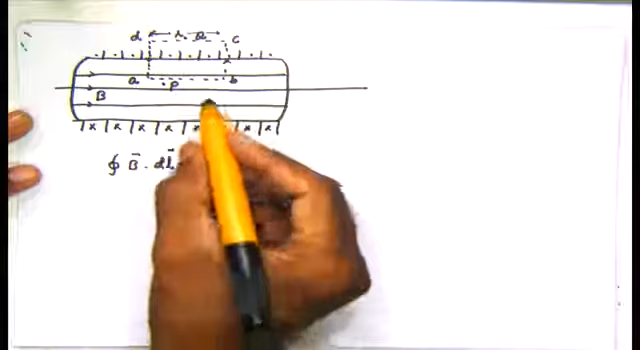 d l c
a p b
B
x x x x x x x
∮ B⃗ . dl⃗